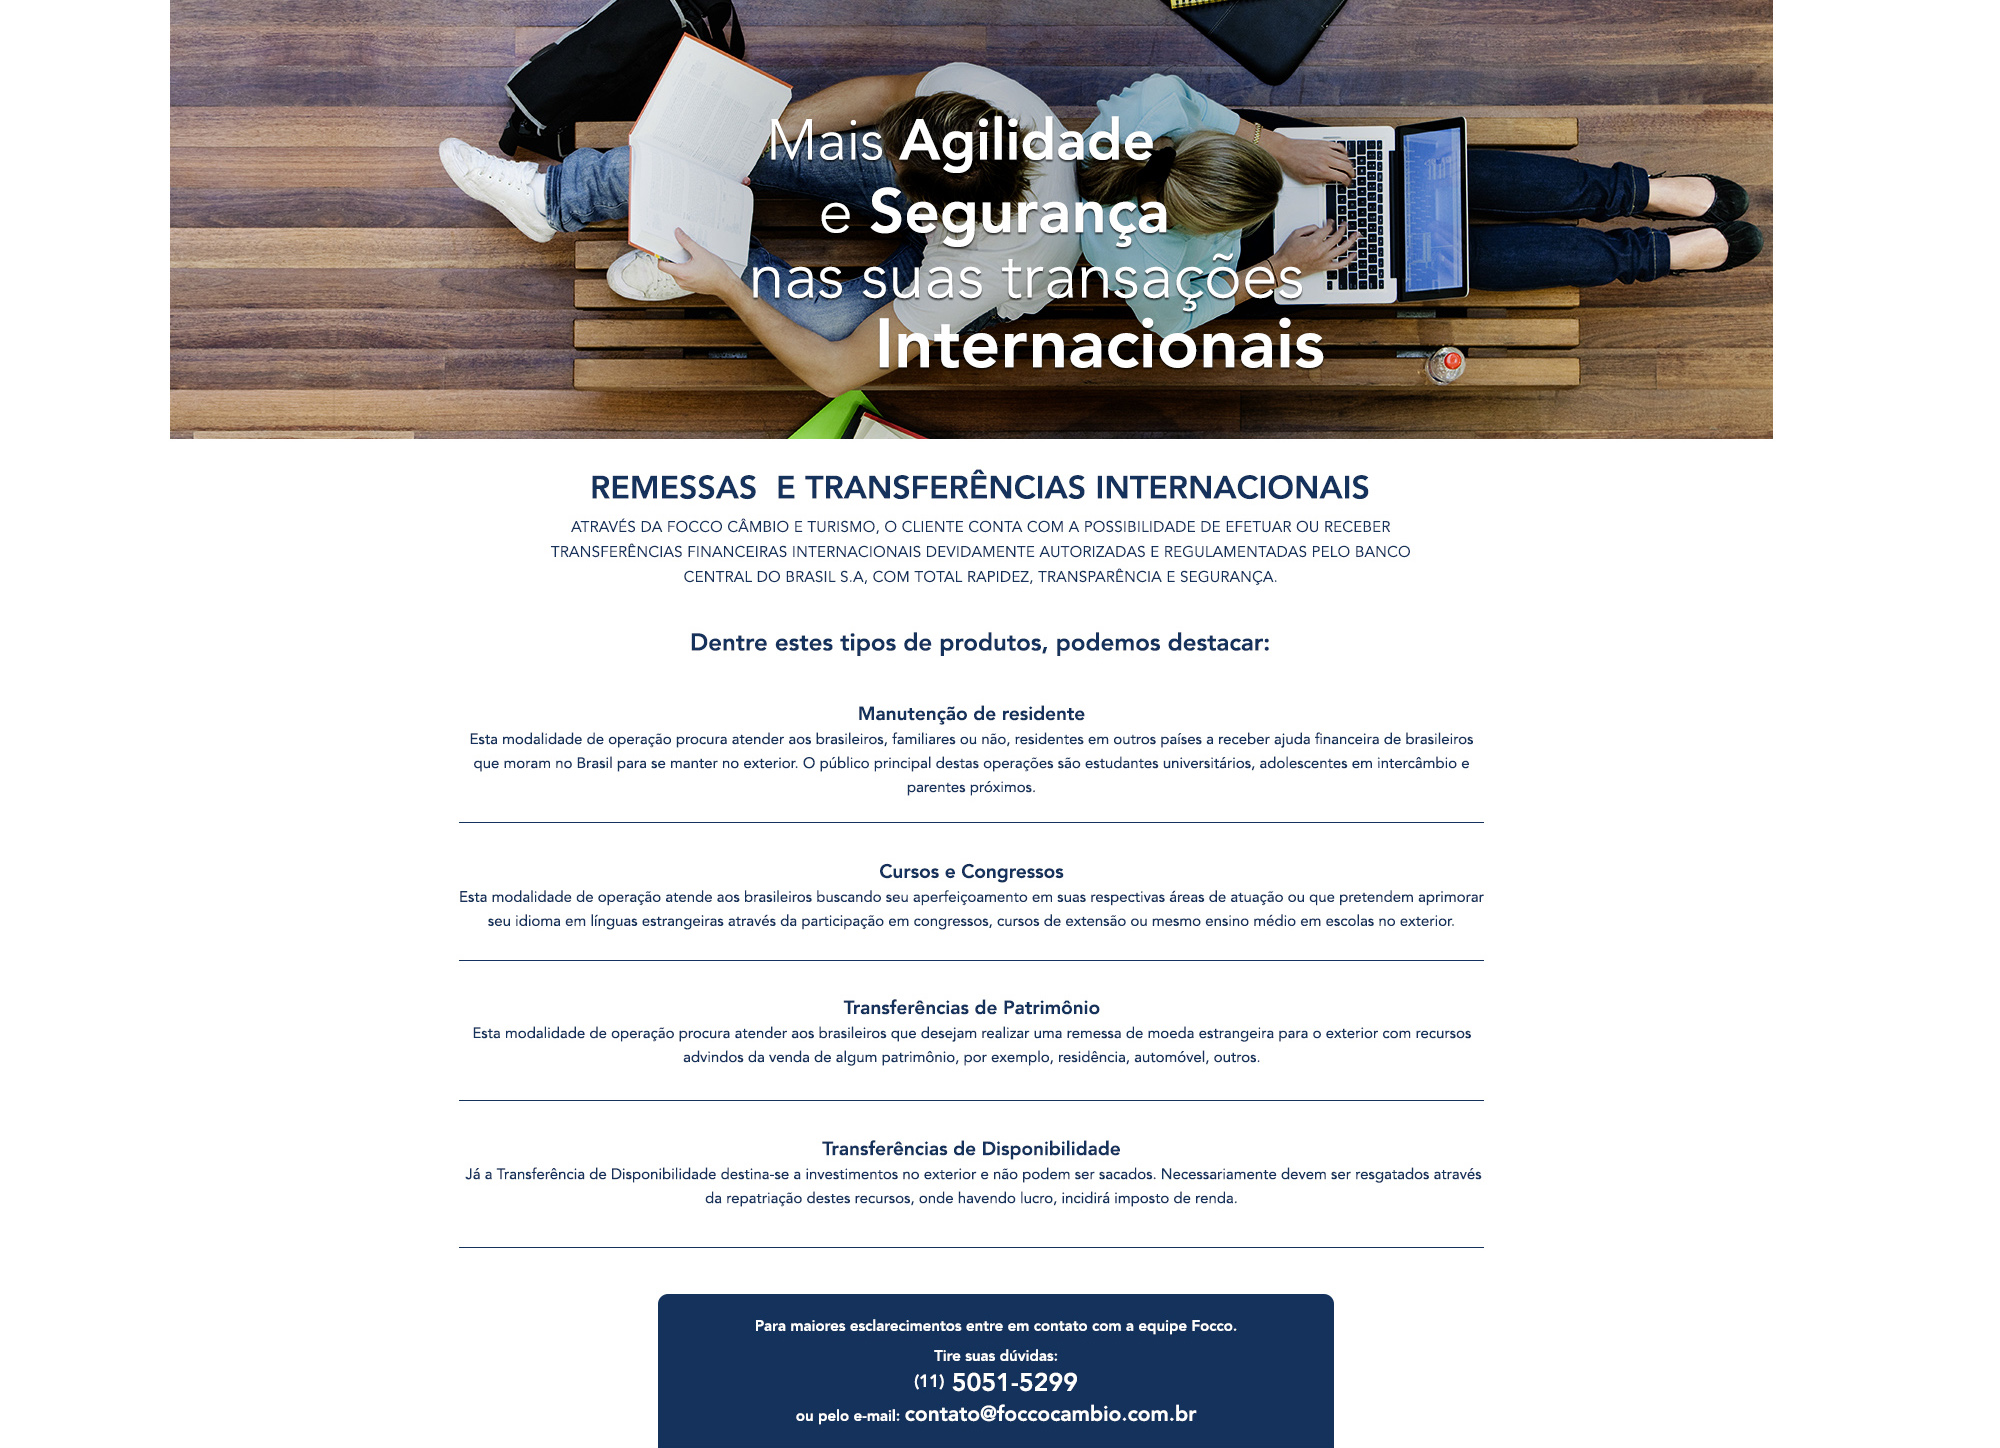 Mais Agilidade
e Segurança
nas suas transações
Internacionais
REMESSAS E TRANSFERÊNCIAS INTERNACIONAIS
ATRAVÉS DA FOCCO CÂMBIO E TURISMO, O CLIENTE CONTA COM A POSSIBILIDADE DE EFETUAR OU RECEBER
TRANSFERÊNCIAS FINANCEIRAS INTERNACIONAIS DEVIDAMENTE AUTORIZADAS E REGULAMENTADAS PELO BANCO
CENTRAL DO BRASIL S.A, COM TOTAL RAPIDEZ, TRANSPARÊNCIA E SEGURANÇA.
Dentre estes tipos de produtos, podemos destacar:
Manutenção de residente
Esta modalidade de operação procura atender aos brasileiros, familiares ou não, residentes em outros países a receber ajuda financeira de brasileiros
que moram no Brasil para se manter no exterior. O público principal destas operações são estudantes universitários, adolescentes em intercâmbio e
parentes próximos.
Cursos e Congressos
Esta modalidade de operação atende aos brasileiros buscando seu aperfeiçoamento em suas respectivas áreas de atuação ou que pretendem aprimorar
seu idioma em línguas estrangeiras através da participação em congressos, cursos de extensão ou mesmo ensino médio em escolas no exterior.
Transferências de Patrimônio
Esta modalidade de operação procura atender aos brasileiros que desejam realizar uma remessa de moeda estrangeira para o exterior com recursos
advindos da venda de algum patrimônio, por exemplo, residência, automóvel, outros.
Transferências de Disponibilidade
Já a Transferência de Disponibilidade destina-se a investimentos no exterior e não podem ser sacados. Necessariamente devem ser resgatados através
da repatriação destes recursos, onde havendo lucro, incidirá imposto de renda.
Para maiores esclarecimentos entre em contato com a equipe Focco.
Tire suas dúvidas:
(11) 5051-5299
ou pelo e-mail: contato@foccocambio.com.br